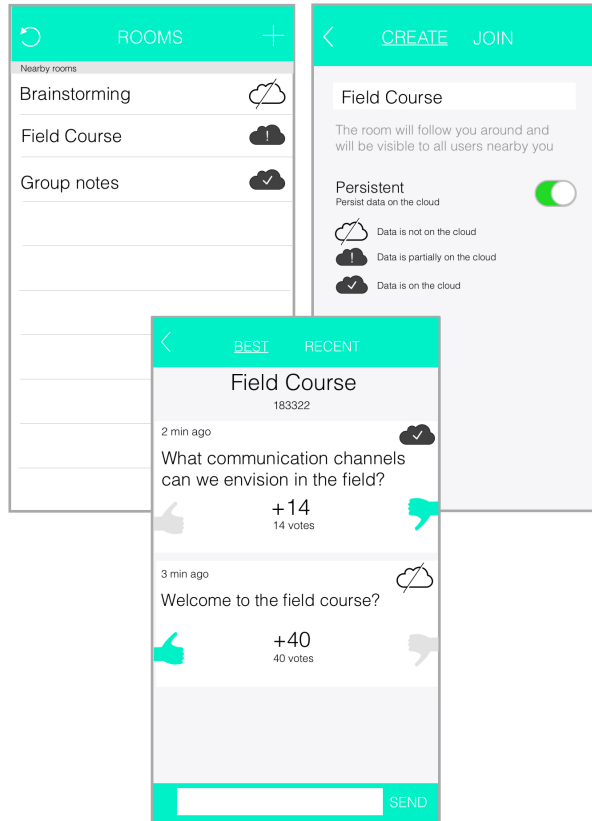 ROOMS
Nearby rooms
Brainstorming
Field Course
Group notes
CREATE JOIN
Field Course
The room will follow you around and
will be visible to all users nearby you
Persistent
Persist data on the cloud
Data is not on the cloud
Data is partially on the cloud
Data is on the cloud
BEST RECENT
Field Course
183322
2 min ago
What communication channels
can we envision in the field?
+14
14 votes
3 min ago
Welcome to the field course?
+40
40 votes
SEND